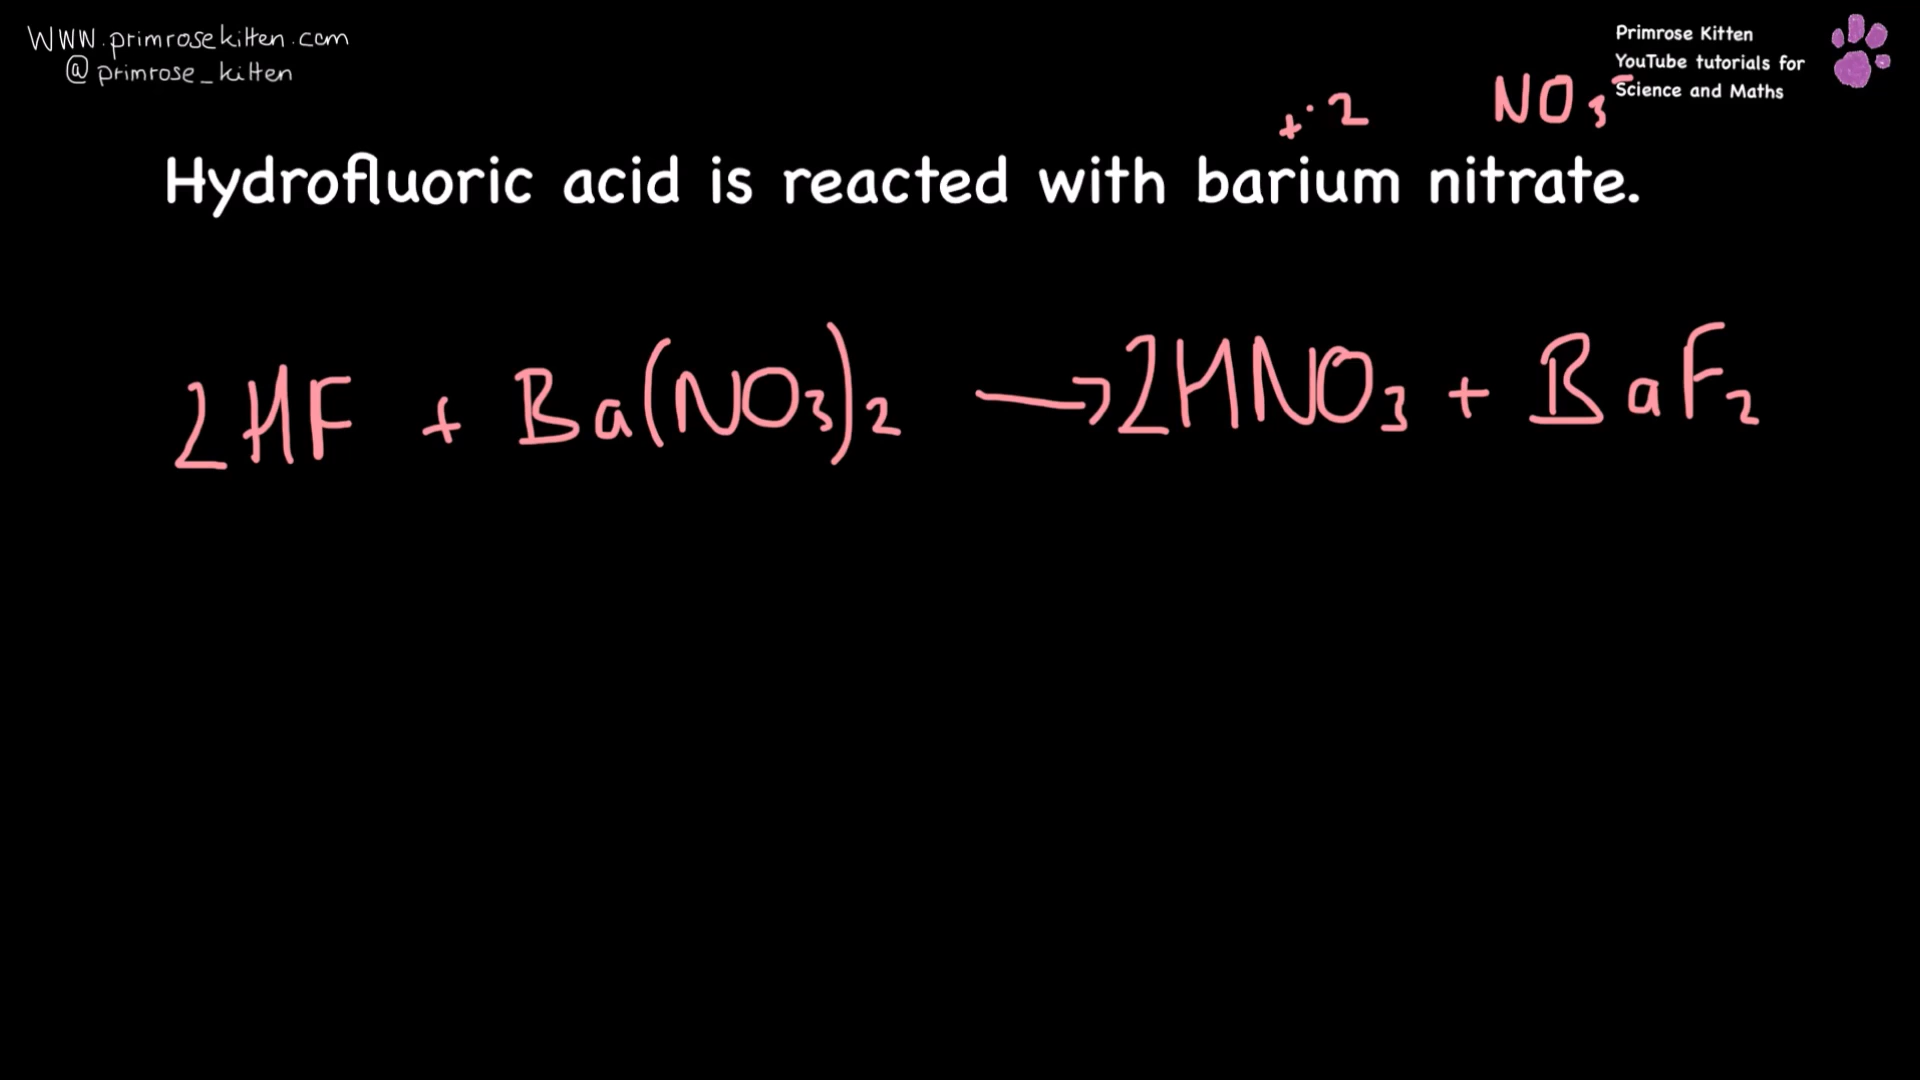 www.primrosekitten.com
@primrose_kitten
Primrose Kitten
YouTube tutorials for
Science and Maths
+2 NO₃⁻
Hydrofluoric acid is reacted with barium nitrate.
2HF + Ba(NO₃)₂ → 2HNO₃ + BaF₂